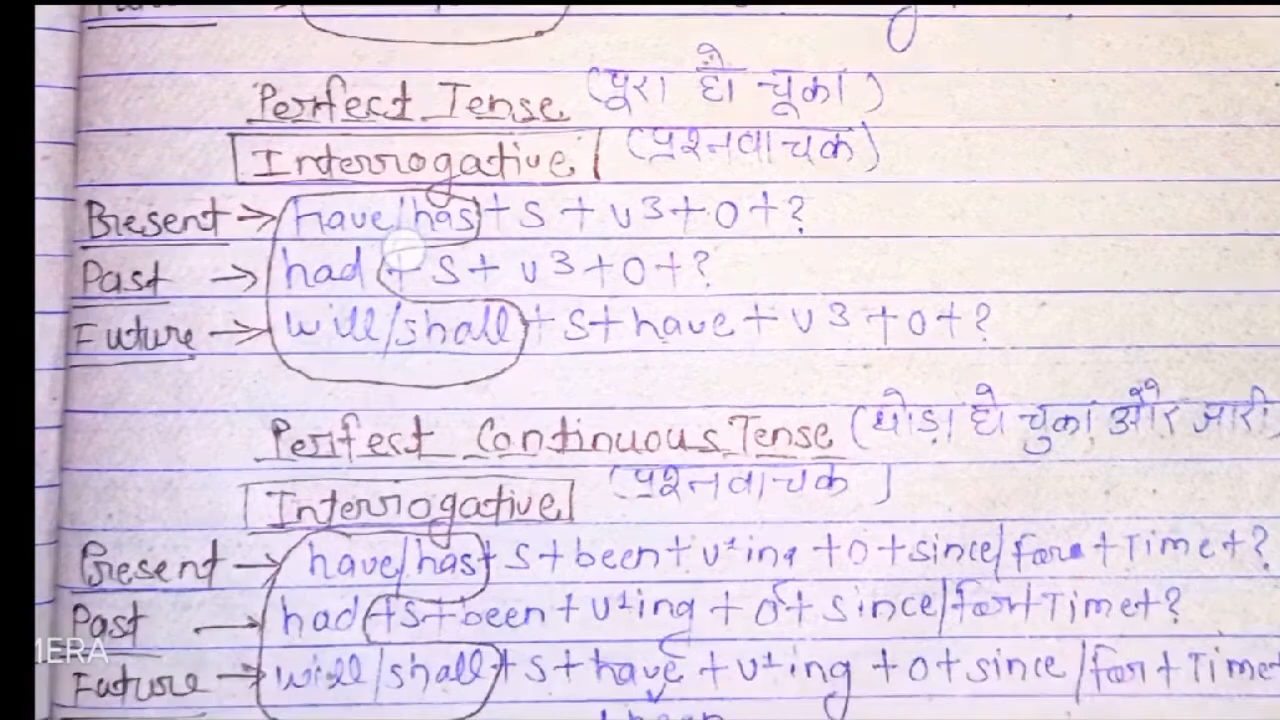 Perfect Tense (पूरा हो चूका)
Interrogative (प्रश्नवाचक)
Present → have/has + S + v3 + O + ?
Past → had + S + v3 + O + ?
Future → will/shall + S + have + v3 + O + ?
Perfect Continuous Tense (थोड़ा हो चुका और जारी
Interrogative (प्रश्नवाचक)
Present → have/has + S + been + v1ing + O + since/for + Time + ?
Past → had + S + been + v1ing + O + since/for + Time + ?
MERA
Future → will/shall + S + have + v1ing + O + since/for + Time +
been